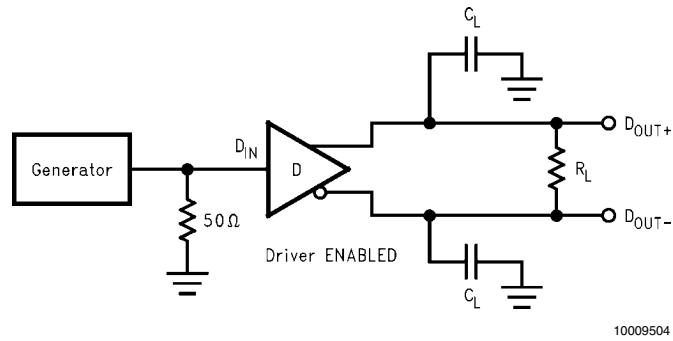 C_L
D_OUT+
Generator
D_IN
D
R_L
50Ω
D_OUT−
Driver ENABLED
C_L
10009504